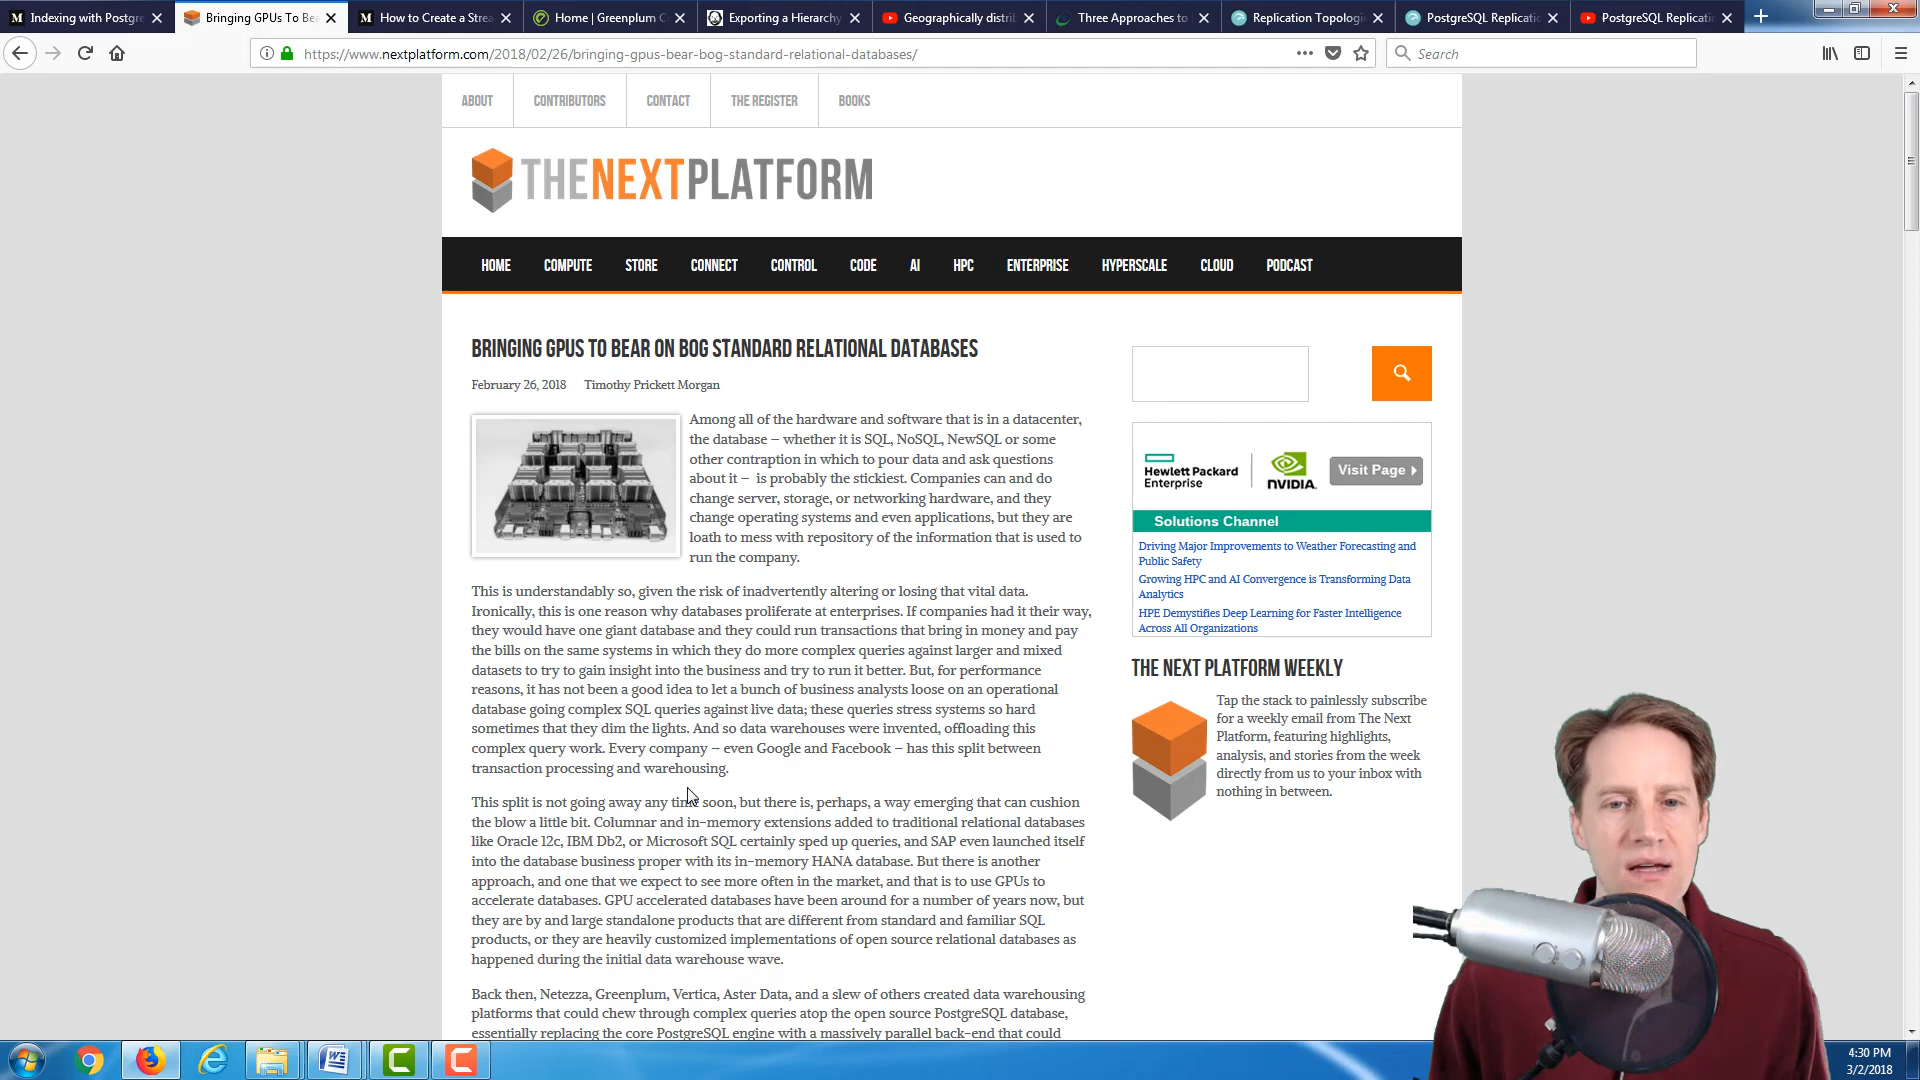 Indexing with Postgre
Bringing GPUs To Be
How to Create a Strea
Home | Greenplum C
Exporting a Hierarchy
Geographically distrib
Three Approaches to
Replication Topologi
PostgreSQL Replicatio
PostgreSQL Replicati
https://www.nextplatform.com/2018/02/26/bringing-gpus-bear-bog-standard-relational-databases/
Search
ABOUT
CONTRIBUTORS
CONTACT
THE REGISTER
BOOKS
THENEXTPLATFORM
HOME
COMPUTE
STORE
CONNECT
CONTROL
CODE
AI
HPC
ENTERPRISE
HYPERSCALE
CLOUD
PODCAST
BRINGING GPUS TO BEAR ON BOG STANDARD RELATIONAL DATABASES
February 26, 2018 Timothy Prickett Morgan
Among all of the hardware and software that is in a datacenter,
the database – whether it is SQL, NoSQL, NewSQL or some
other contraption in which to pour data and ask questions
about it – is probably the stickiest. Companies can and do
change server, storage, or networking hardware, and they
change operating systems and even applications, but they are
loath to mess with repository of the information that is used to
run the company.
This is understandably so, given the risk of inadvertently altering or losing that vital data.
Ironically, this is one reason why databases proliferate at enterprises. If companies had it their way,
they would have one giant database and they could run transactions that bring in money and pay
the bills on the same systems in which they do more complex queries against larger and mixed
datasets to try to gain insight into the business and try to run it better. But, for performance
reasons, it has not been a good idea to let a bunch of business analysts loose on an operational
database going complex SQL queries against live data; these queries stress systems so hard
sometimes that they dim the lights. And so data warehouses were invented, offloading this
complex query work. Every company – even Google and Facebook – has this split between
transaction processing and warehousing.
This split is not going away any time soon, but there is, perhaps, a way emerging that can cushion
the blow a little bit. Columnar and in-memory extensions added to traditional relational databases
like Oracle 12c, IBM Db2, or Microsoft SQL certainly sped up queries, and SAP even launched itself
into the database business proper with its in-memory HANA database. But there is another
approach, and one that we expect to see more often in the market, and that is to use GPUs to
accelerate databases. GPU accelerated databases have been around for a number of years now, but
they are by and large standalone products that are different from standard and familiar SQL
products, or they are heavily customized implementations of open source relational databases as
happened during the initial data warehouse wave.
Back then, Netezza, Greenplum, Vertica, Aster Data, and a slew of others created data warehousing
platforms that could chew through complex queries atop the open source PostgreSQL database,
essentially replacing the core PostgreSQL engine with a massively parallel back-end that could
Hewlett Packard
Enterprise
NVIDIA.
Visit Page
Solutions Channel
Driving Major Improvements to Weather Forecasting and
Public Safety
Growing HPC and AI Convergence is Transforming Data
Analytics
HPE Demystifies Deep Learning for Faster Intelligence
Across All Organizations
THE NEXT PLATFORM WEEKLY
Tap the stack to painlessly subscribe
for a weekly email from The Next
Platform, featuring highlights,
analysis, and stories from the week
directly from us to your inbox with
nothing in between.
4:30 PM
3/2/2018